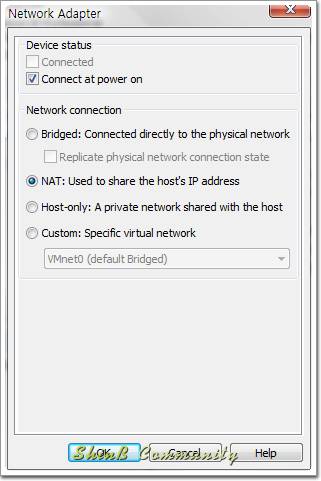 Network Adapter
Device status
Connected
Connect at power on
Network connection
Bridged: Connected directly to the physical network
Replicate physical network connection state
NAT: Used to share the host's IP address
Host-only: A private network shared with the host
Custom: Specific virtual network
VMnet0 (default Bridged)
OK Cancel Help
ShinB Community